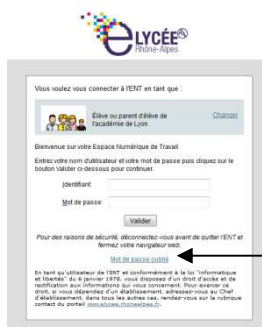 eLYCÉE®
Rhône-Alpes
Vous voulez vous connecter à l'ENT en tant que :
Élève ou parent d'élève de
l'académie de Lyon
Changer
Bienvenue sur votre Espace Numérique de Travail.
Entrez votre nom d'utilisateur et votre mot de passe puis cliquez sur le
bouton Valider ci-dessous pour continuer.
Identifiant:
Mot de passe:
Valider
Pour des raisons de sécurité, déconnectez-vous avant de quitter l'ENT et
fermez votre navigateur web.
Mot de passe oublié
En tant qu'utilisateur de l'ENT et conformément à la loi "informatique
et libertés" du 6 janvier 1978, vous disposez d'un droit d'accès et de
rectification aux informations qui vous concernent. Pour exercer ce
droit, si vous dépendez d'un établissement, adressez-vous au Chef
d'établissement, dans tous les autres cas, rendez-vous sur la rubrique
contact du portail www.elycee.rhonealpes.fr.